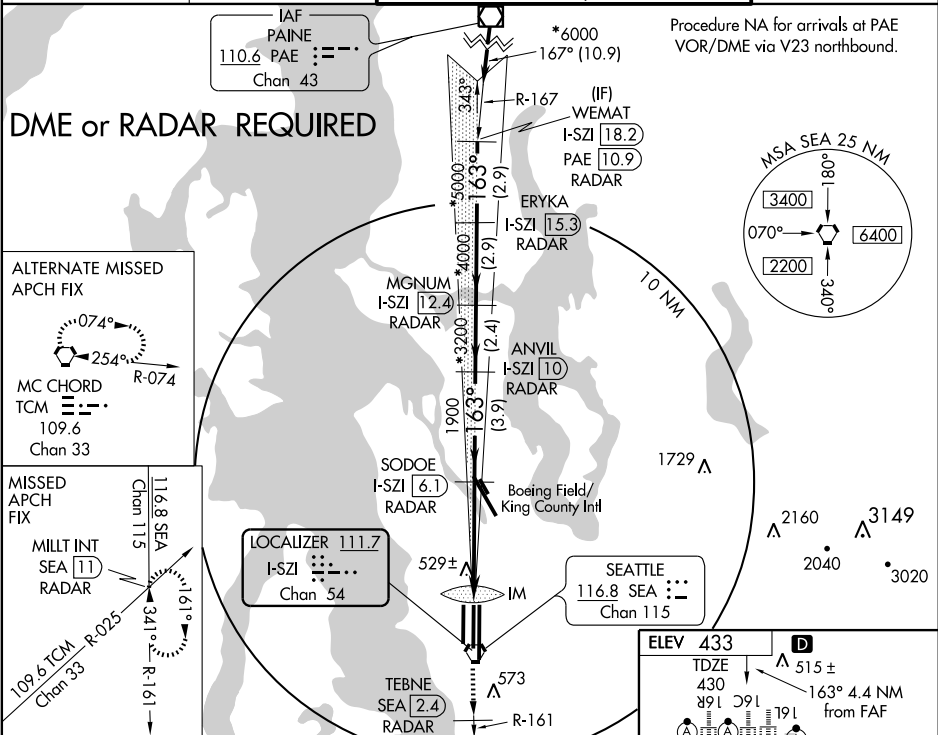 IAF
PAINE
110.6 PAE
Chan 43
*6000
167° (10.9)
Procedure NA for arrivals at PAE
VOR/DME via V23 northbound.
DME or RADAR REQUIRED
343°
R-167
(IF)
WEMAT
I-SZI 18.2
PAE 10.9
RADAR
*5000
163°
(2.9)
ERYKA
I-SZI 15.3
RADAR
*4000
(2.9)
MGNUM
I-SZI 12.4
RADAR
*3200
(2.4)
ANVIL
I-SZI 10
RADAR
1900
163°
(3.9)
10 NM
MSA SEA 25 NM
180°
3400
070°
6400
2200
340°
ALTERNATE MISSED
APCH FIX
074°
254°
R-074
MC CHORD
TCM
109.6
Chan 33
SODOE
I-SZI 6.1
RADAR
Boeing Field/
King County Intl
1729
2160
3149
2040
3020
MISSED
APCH
FIX
116.8 SEA
Chan 115
MILLT INT
SEA 11
RADAR
161°
341°
R-161
109.6 TCM R-025
Chan 33
LOCALIZER 111.7
I-SZI
Chan 54
529±
IM
SEATTLE
116.8 SEA
Chan 115
TEBNE
SEA 2.4
RADAR
573
R-161
ELEV 433
D
TDZE
430
515 ±
163° 4.4 NM
from FAF
16R
16C
16L
A
A